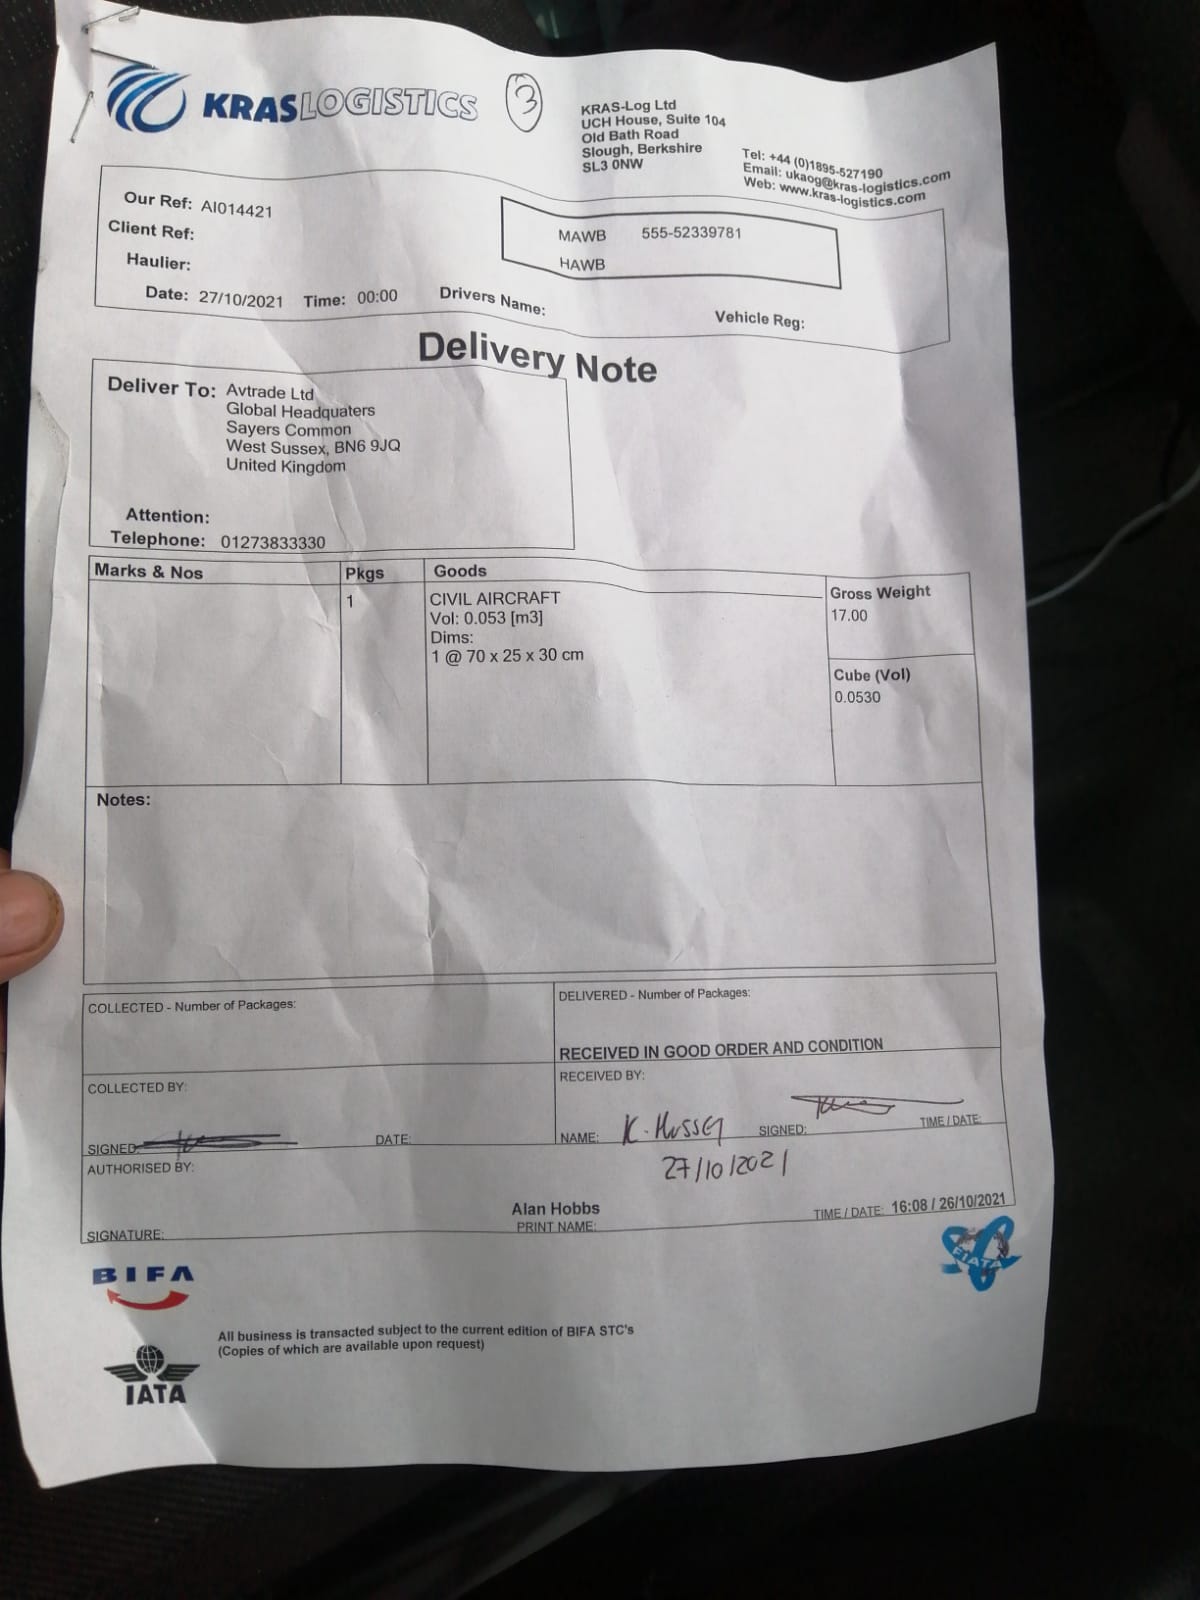 KRAS LOGISTICS
3
KRAS-Log Ltd
UCH House, Suite 104
Old Bath Road
Slough, Berkshire
SL3 0NW
Tel: +44 (0)1895-527190
Email: ukaog@kras-logistics.com
Web: www.kras-logistics.com
Our Ref: AI014421
Client Ref:
Haulier:
Date: 27/10/2021 Time: 00:00 Drivers Name: Vehicle Reg:
MAWB 555-52339781
HAWB
Delivery Note
Deliver To: Avtrade Ltd
Global Headquaters
Sayers Common
West Sussex, BN6 9JQ
United Kingdom
Attention:
Telephone: 01273833330
Marks & Nos Pkgs Goods Gross Weight
1 CIVIL AIRCRAFT 17.00
Vol: 0.053 [m3]
Dims:
1 @ 70 x 25 x 30 cm
Cube (Vol)
0.0530
Notes:
COLLECTED - Number of Packages:
DELIVERED - Number of Packages:
RECEIVED IN GOOD ORDER AND CONDITION
COLLECTED BY:
RECEIVED BY:
SIGNED: DATE:
NAME: K. SIGNED: TIME / DATE:
27/10/2021
AUTHORISED BY:
Alan Hobbs
SIGNATURE: PRINT NAME: TIME / DATE: 16:08 / 26/10/2021
BIFA
FIATA
All business is transacted subject to the current edition of BIFA STC's
(Copies of which are available upon request)
IATA